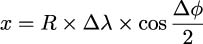 x = R × Δλ × cos Δϕ/2